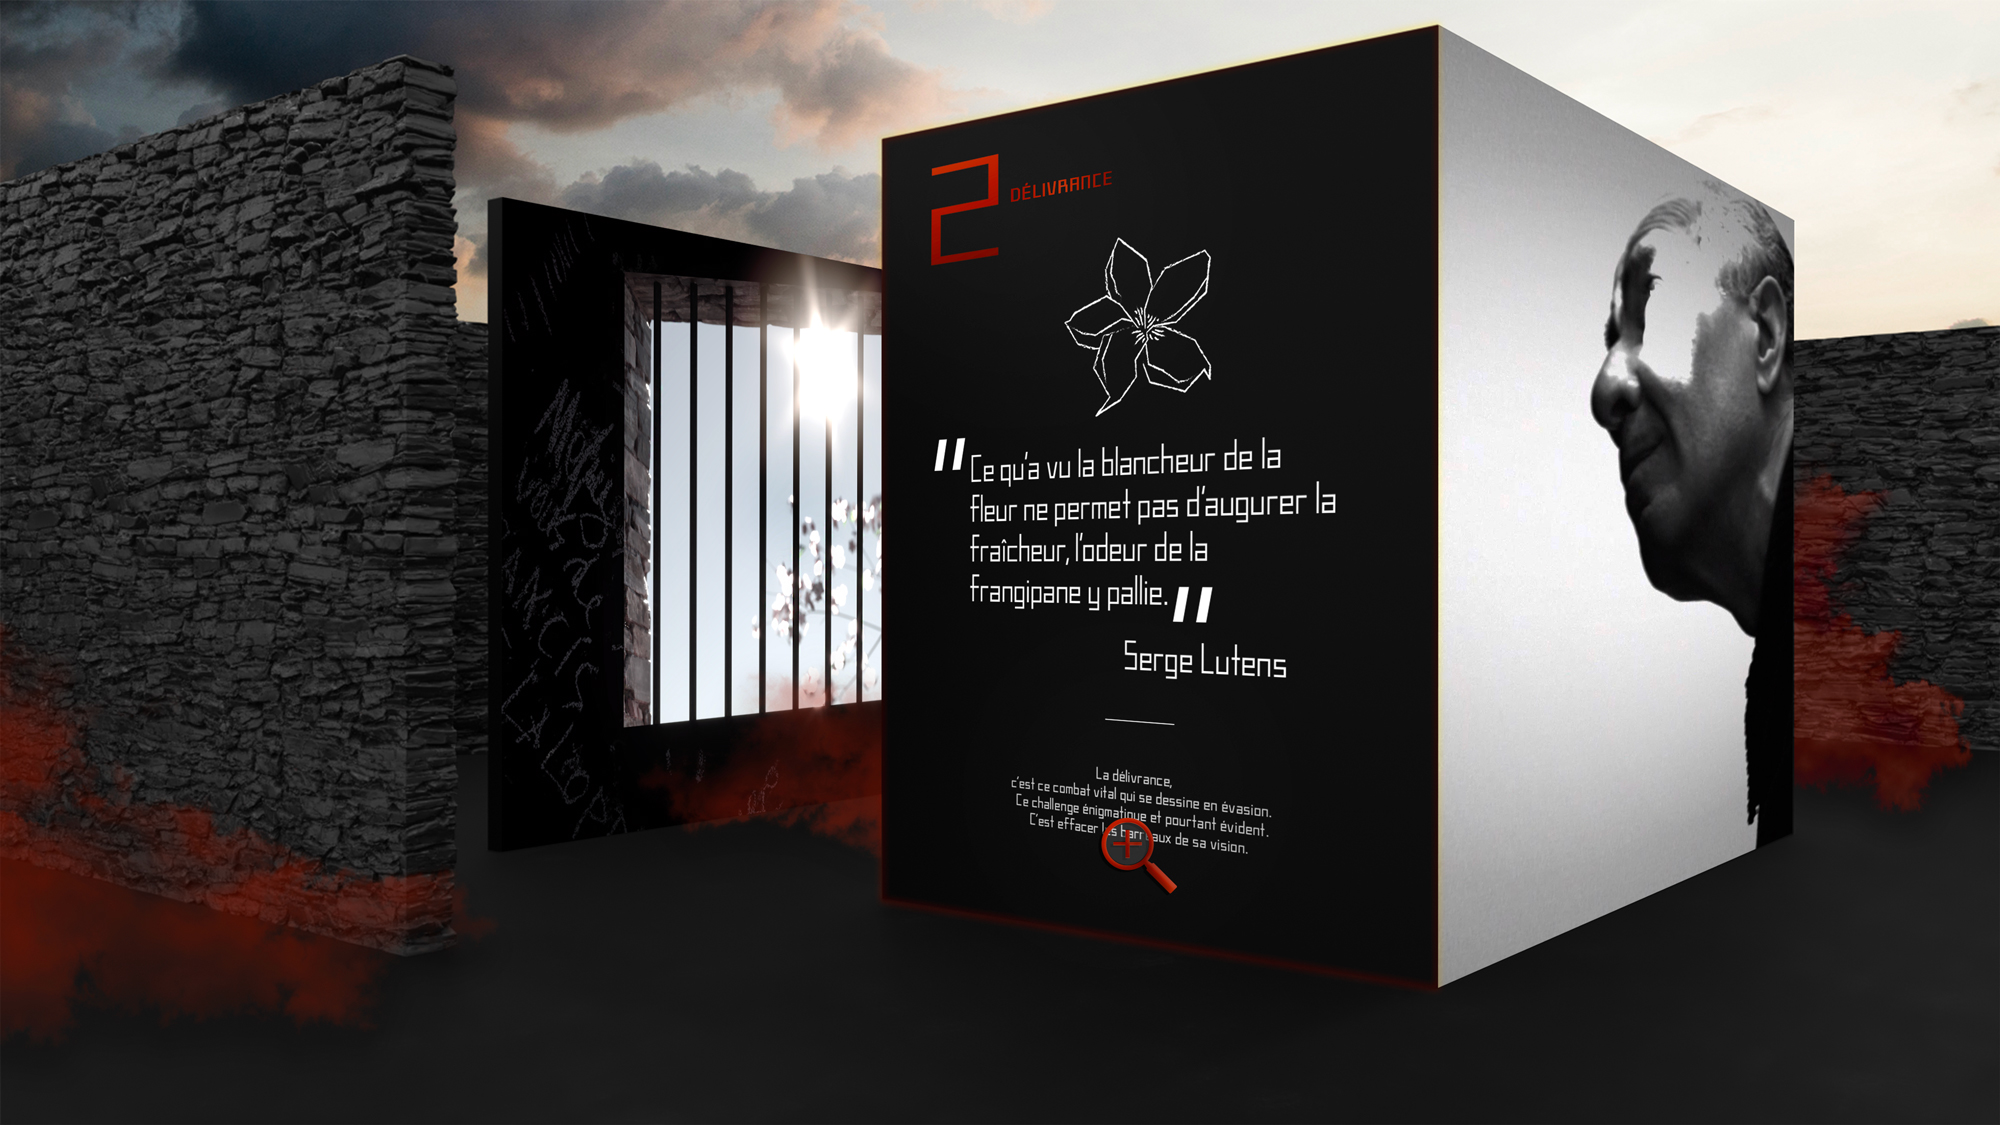 2 DÉLIVRANCE
"Ce qu'a vu la blancheur de la
fleur ne permet pas d'augurer la
fraîcheur, l'odeur de la
frangipane y pallie."
Serge Lutens
La délivrance,
c'est ce combat vital qui se dessine en évasion.
Ce challenge énigmatique et pourtant évident.
C'est effacer les barreaux de sa vision.